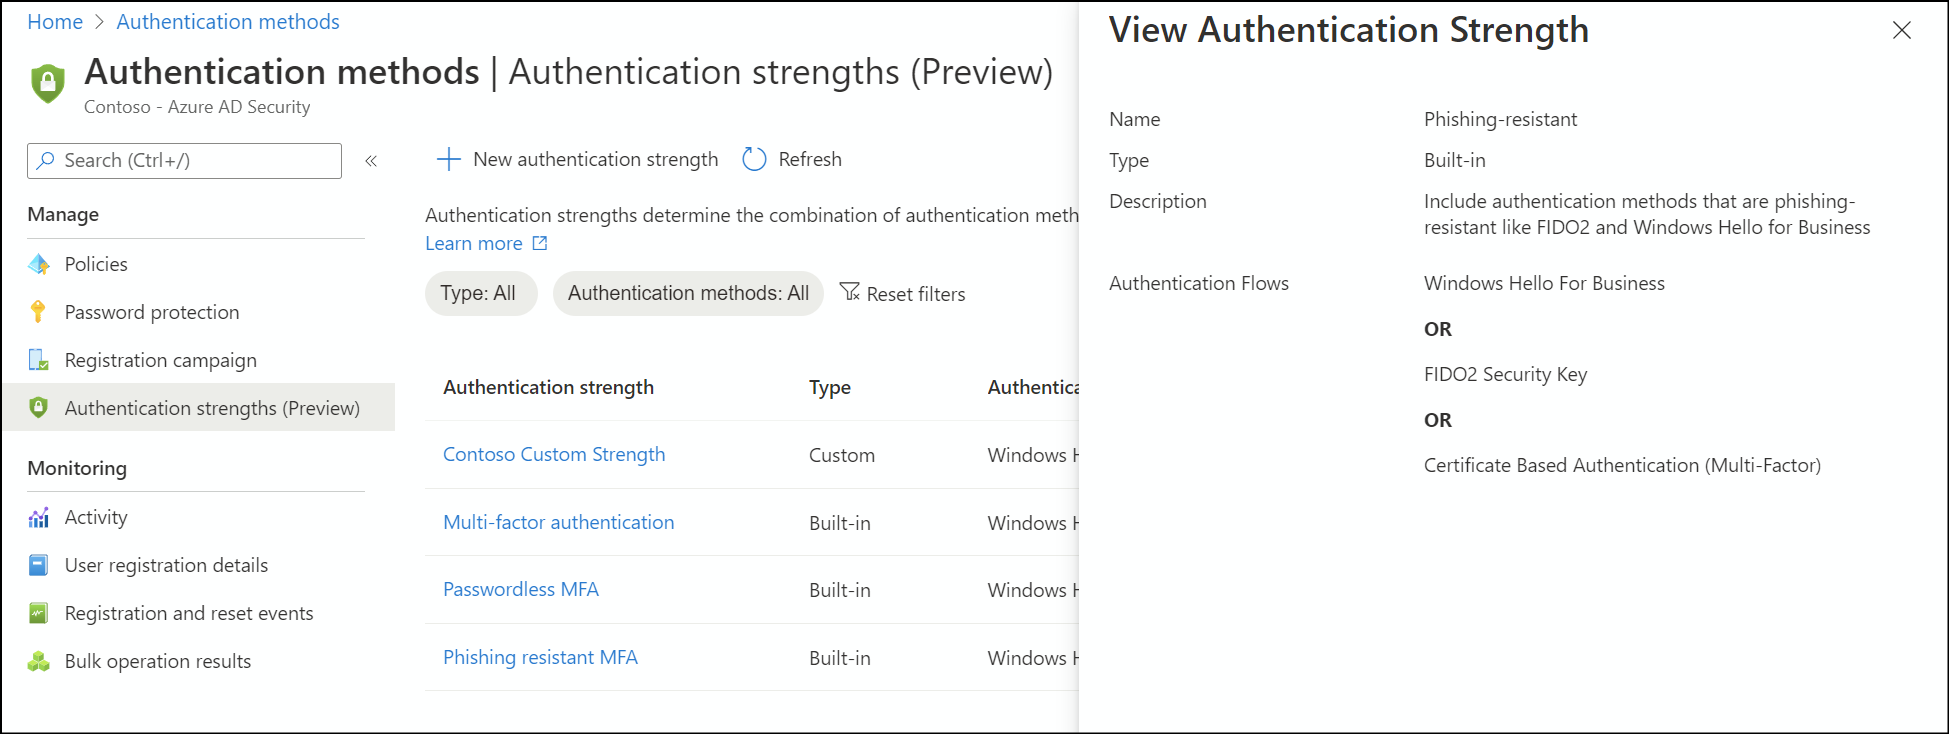 Home > Authentication methods
Authentication methods | Authentication strengths (Preview)
Contoso - Azure AD Security
Search (Ctrl+/)
«
Manage
Policies
Password protection
Registration campaign
Authentication strengths (Preview)
Monitoring
Activity
User registration details
Registration and reset events
Bulk operation results
New authentication strength Refresh
Authentication strengths determine the combination of authentication meth
Learn more
Type: All Authentication methods: All Reset filters
Authentication strength Type Authentica
Contoso Custom Strength Custom Windows H
Multi-factor authentication Built-in Windows H
Passwordless MFA Built-in Windows H
Phishing resistant MFA Built-in Windows H
View Authentication Strength
Name Phishing-resistant
Type Built-in
Description Include authentication methods that are phishing-
resistant like FIDO2 and Windows Hello for Business
Authentication Flows Windows Hello For Business
OR
FIDO2 Security Key
OR
Certificate Based Authentication (Multi-Factor)